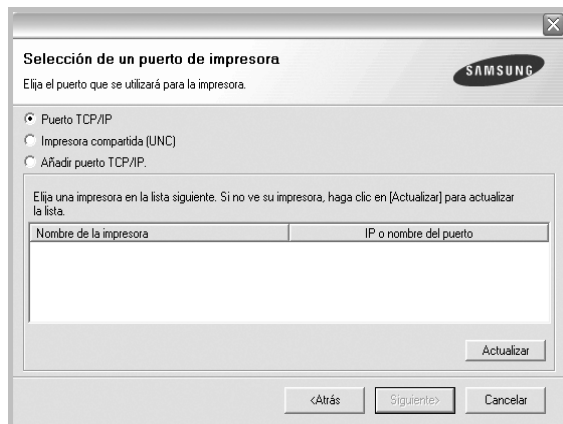 Selección de un puerto de impresora
Elija el puerto que se utilizará para la impresora.
SAMSUNG
Puerto TCP/IP
Impresora compartida (UNC)
Añadir puerto TCP/IP.
Elija una impresora en la lista siguiente. Si no ve su impresora, haga clic en [Actualizar] para actualizar
la lista.
Nombre de la impresora IP o nombre del puerto
Actualizar
<Atrás Siguiente> Cancelar